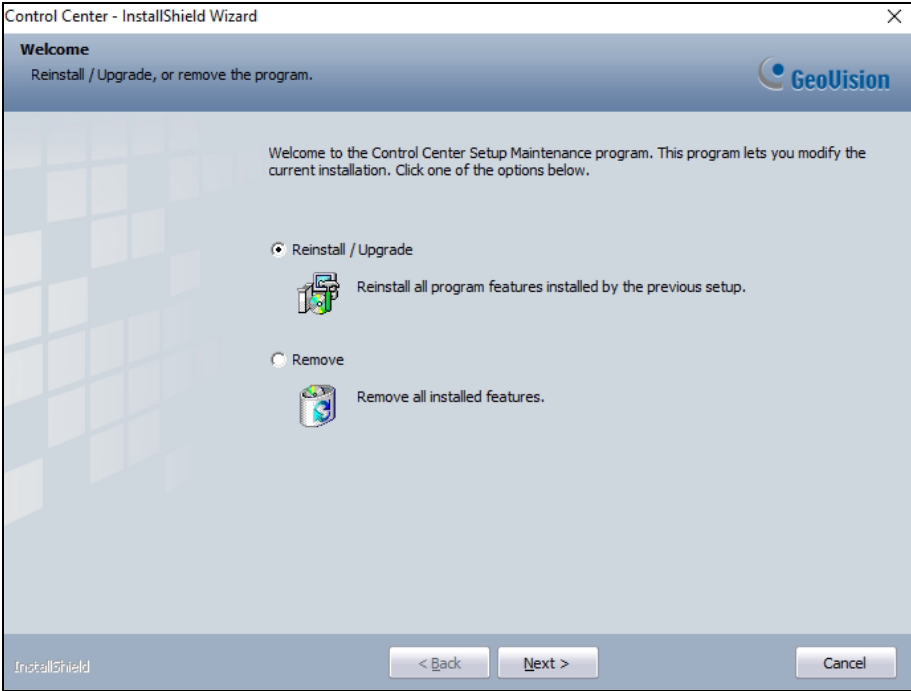 Control Center - InstallShield Wizard
Welcome
Reinstall / Upgrade, or remove the program.
GeoVision
Welcome to the Control Center Setup Maintenance program. This program lets you modify the
current installation. Click one of the options below.
Reinstall / Upgrade
Reinstall all program features installed by the previous setup.
Remove
Remove all installed features.
InstallShield
< Back
Next >
Cancel